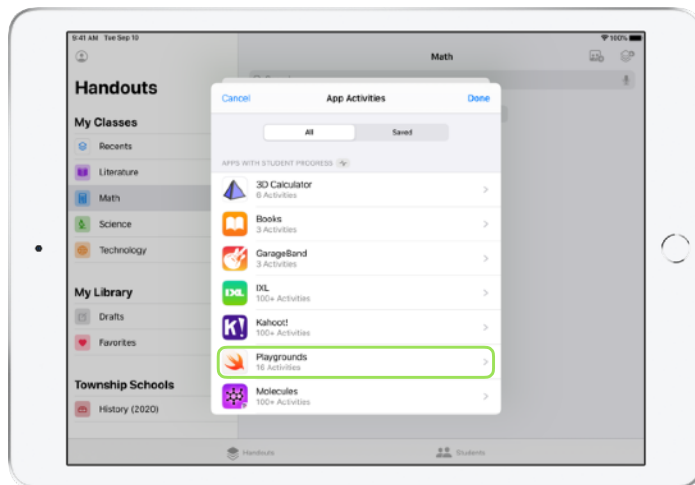 9:41 AM Tue Sep 10
100%
Math
Handouts
My Classes
Recents
Literature
Math
Science
Technology
My Library
Drafts
Favorites
Township Schools
History (2020)
Cancel
App Activities
Done
All
Saved
APPS WITH STUDENT PROGRESS
3D Calculator
6 Activities
Books
3 Activities
GarageBand
3 Activities
IXL
IXL
100+ Activities
K!
Kahoot!
100+ Activities
Playgrounds
16 Activities
Molecules
100+ Activities
Handouts
Students